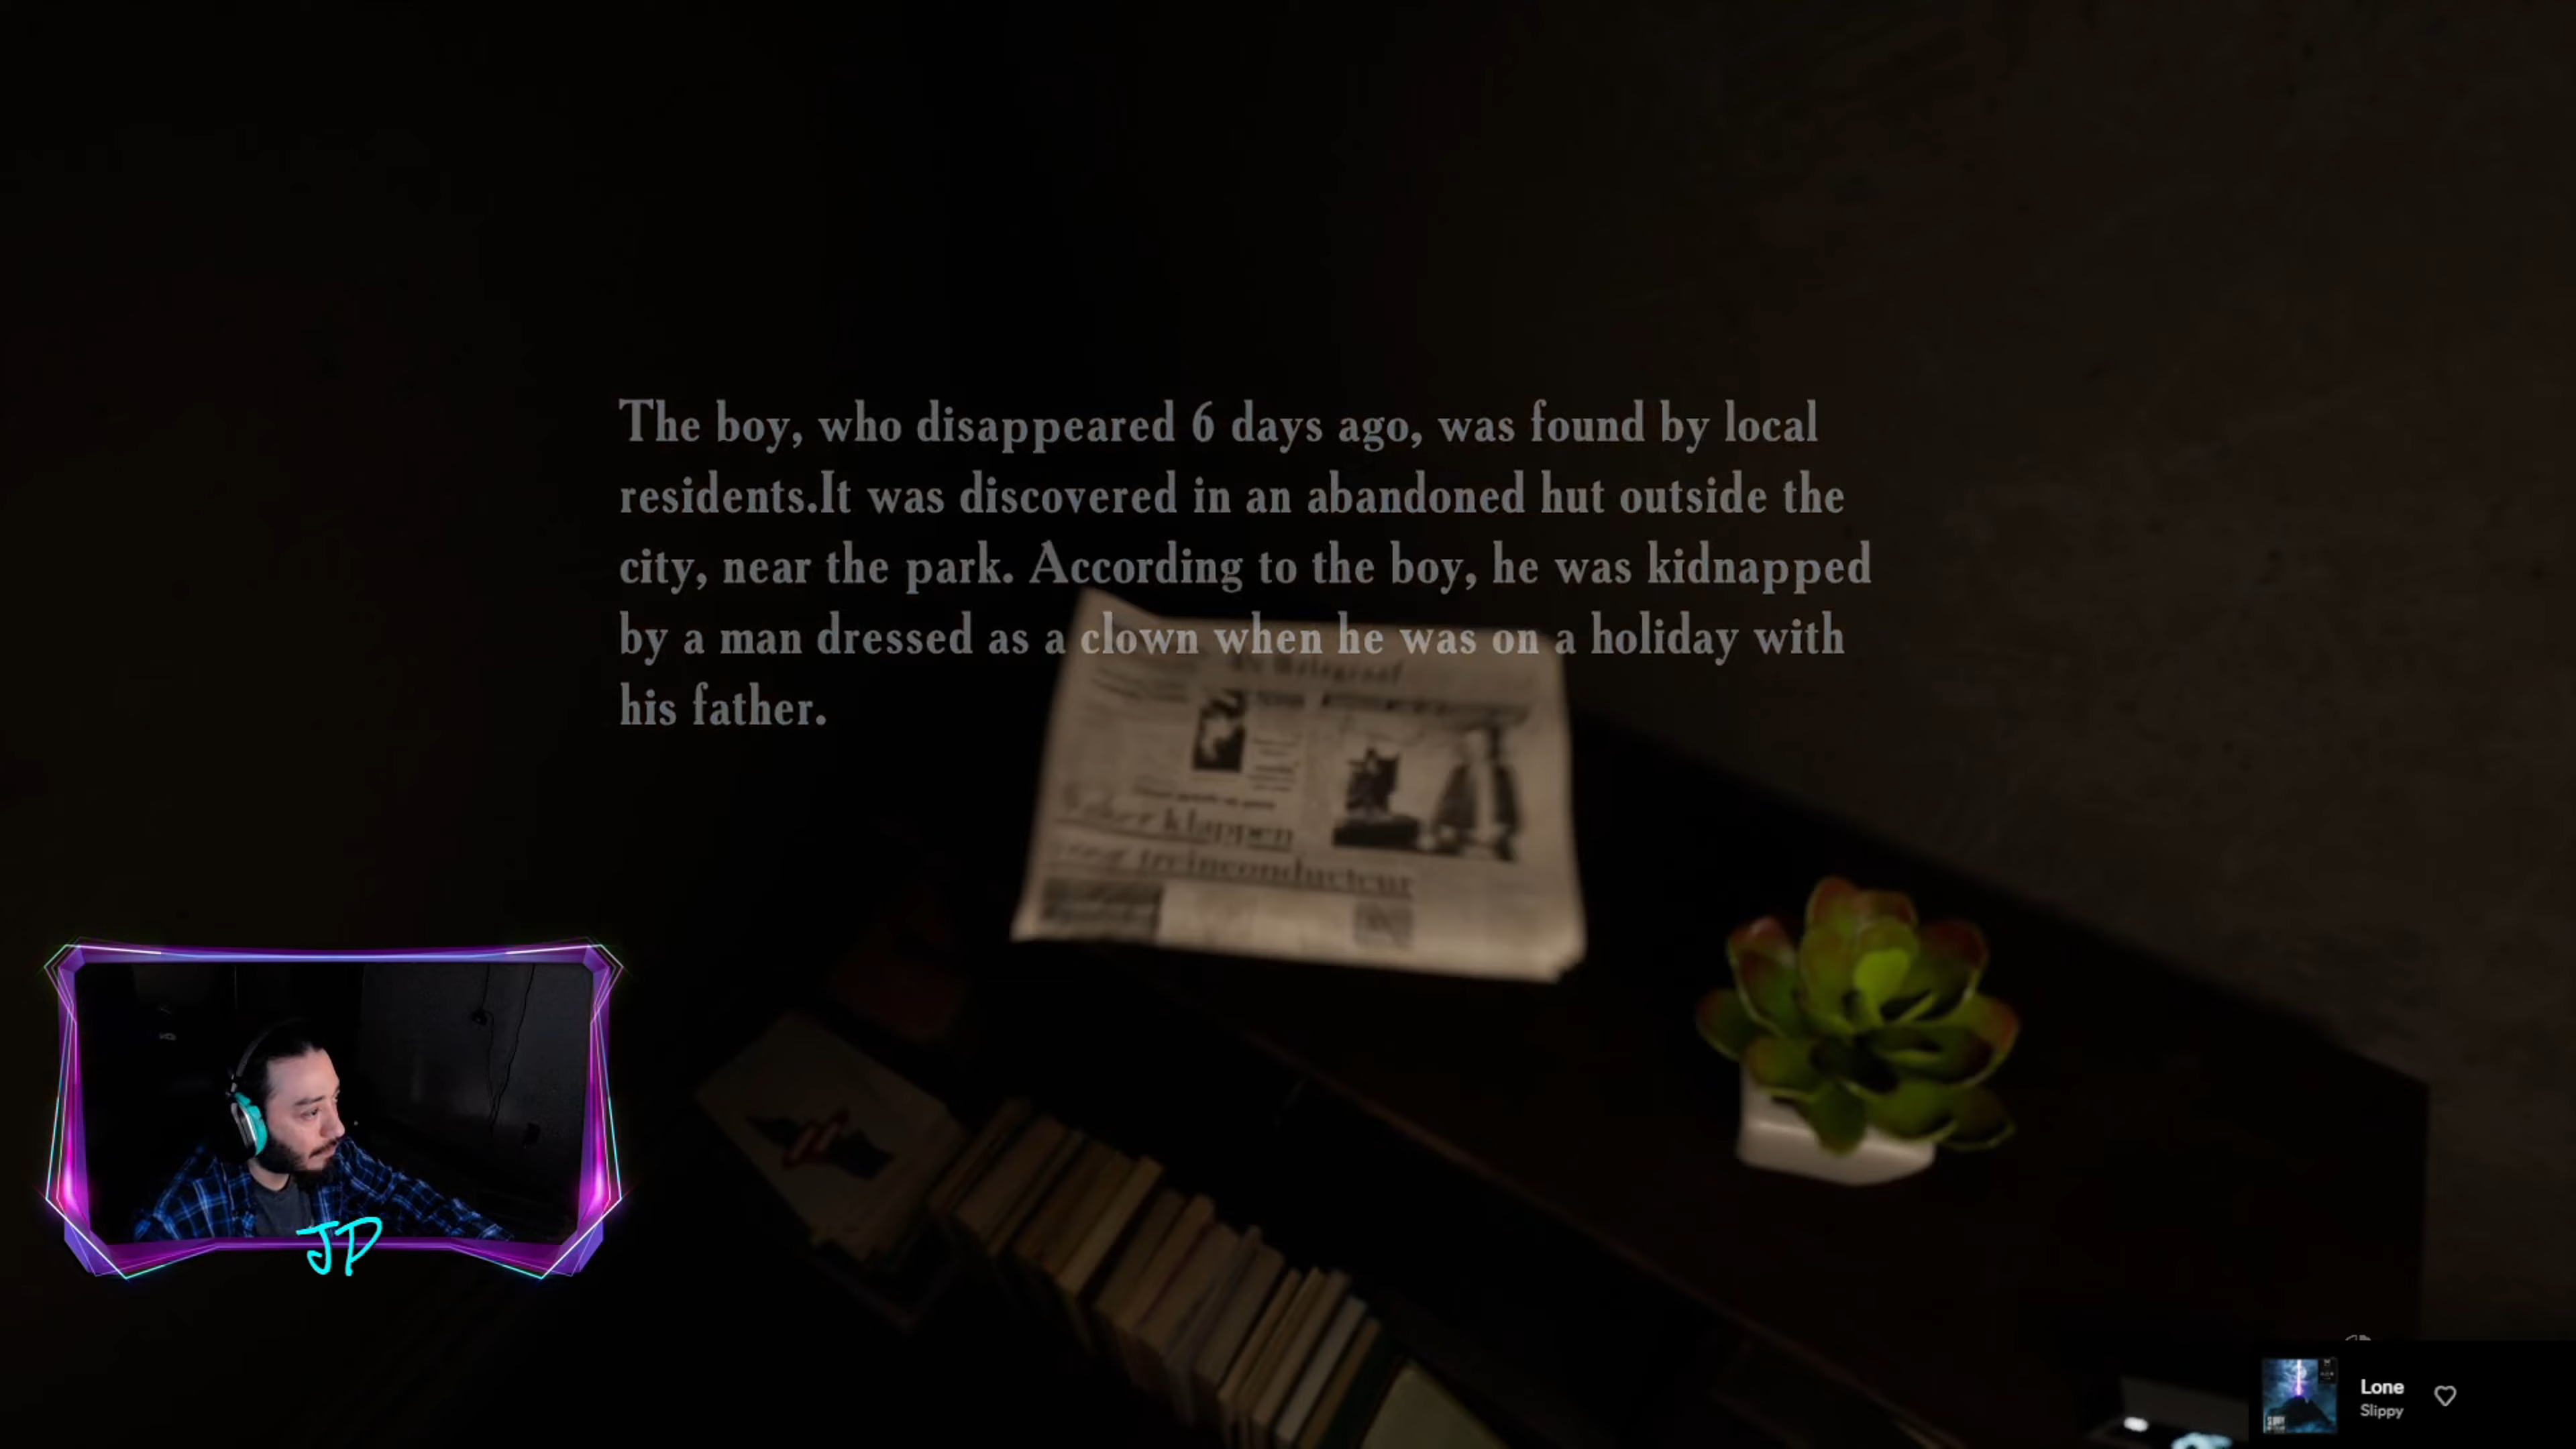 The boy, who disappeared 6 days ago, was found by local
residents.It was discovered in an abandoned hut outside the
city, near the park. According to the boy, he was kidnapped
by a man dressed as a clown when he was on a holiday with
his father.
klappen
treinconducteur
JP
Lone
Slippy